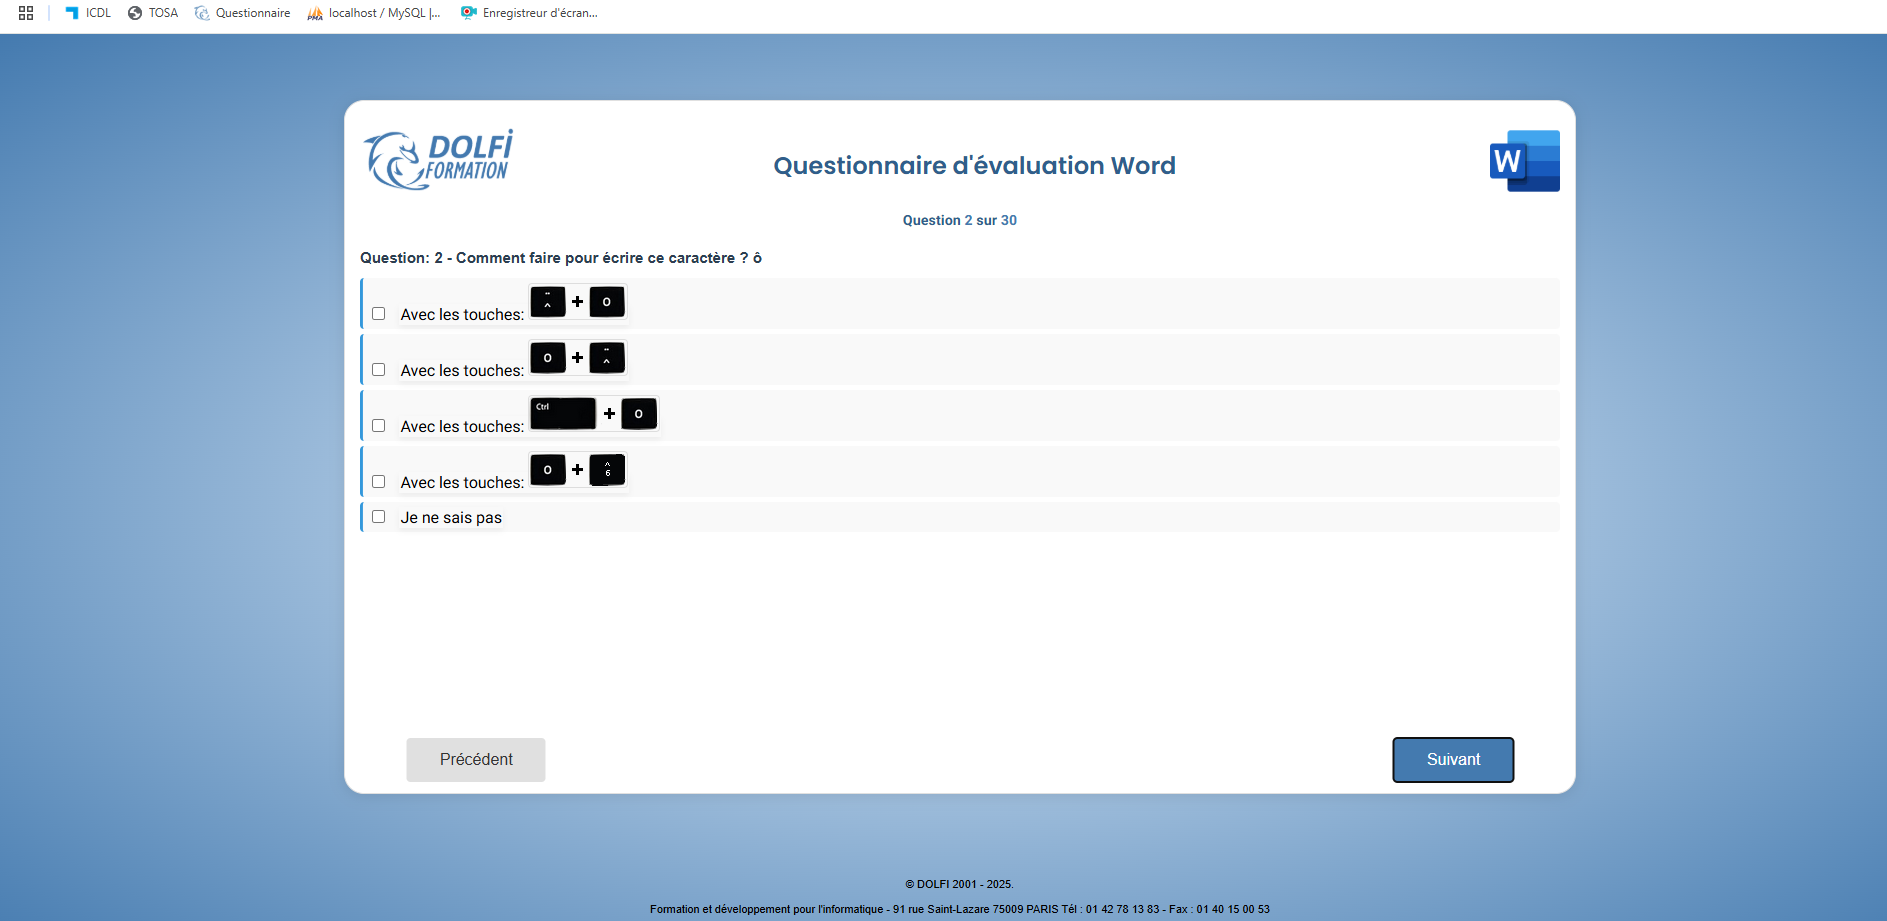 ICDL TOSA Questionnaire localhost / MySQL |... Enregistreur d'écran...
DOLFI
FORMATION
Questionnaire d'évaluation Word
W
Question 2 sur 30
Question: 2 - Comment faire pour écrire ce caractère ? ô
Avec les touches: ¨ ^ + O
Avec les touches: O + ¨ ^
Avec les touches: Ctrl + O
Avec les touches: O + ^ 6
Je ne sais pas
Précédent
Suivant
© DOLFI 2001 - 2025.
Formation et développement pour l'informatique - 91 rue Saint-Lazare 75009 PARIS Tél : 01 42 78 13 83 - Fax : 01 40 15 00 53